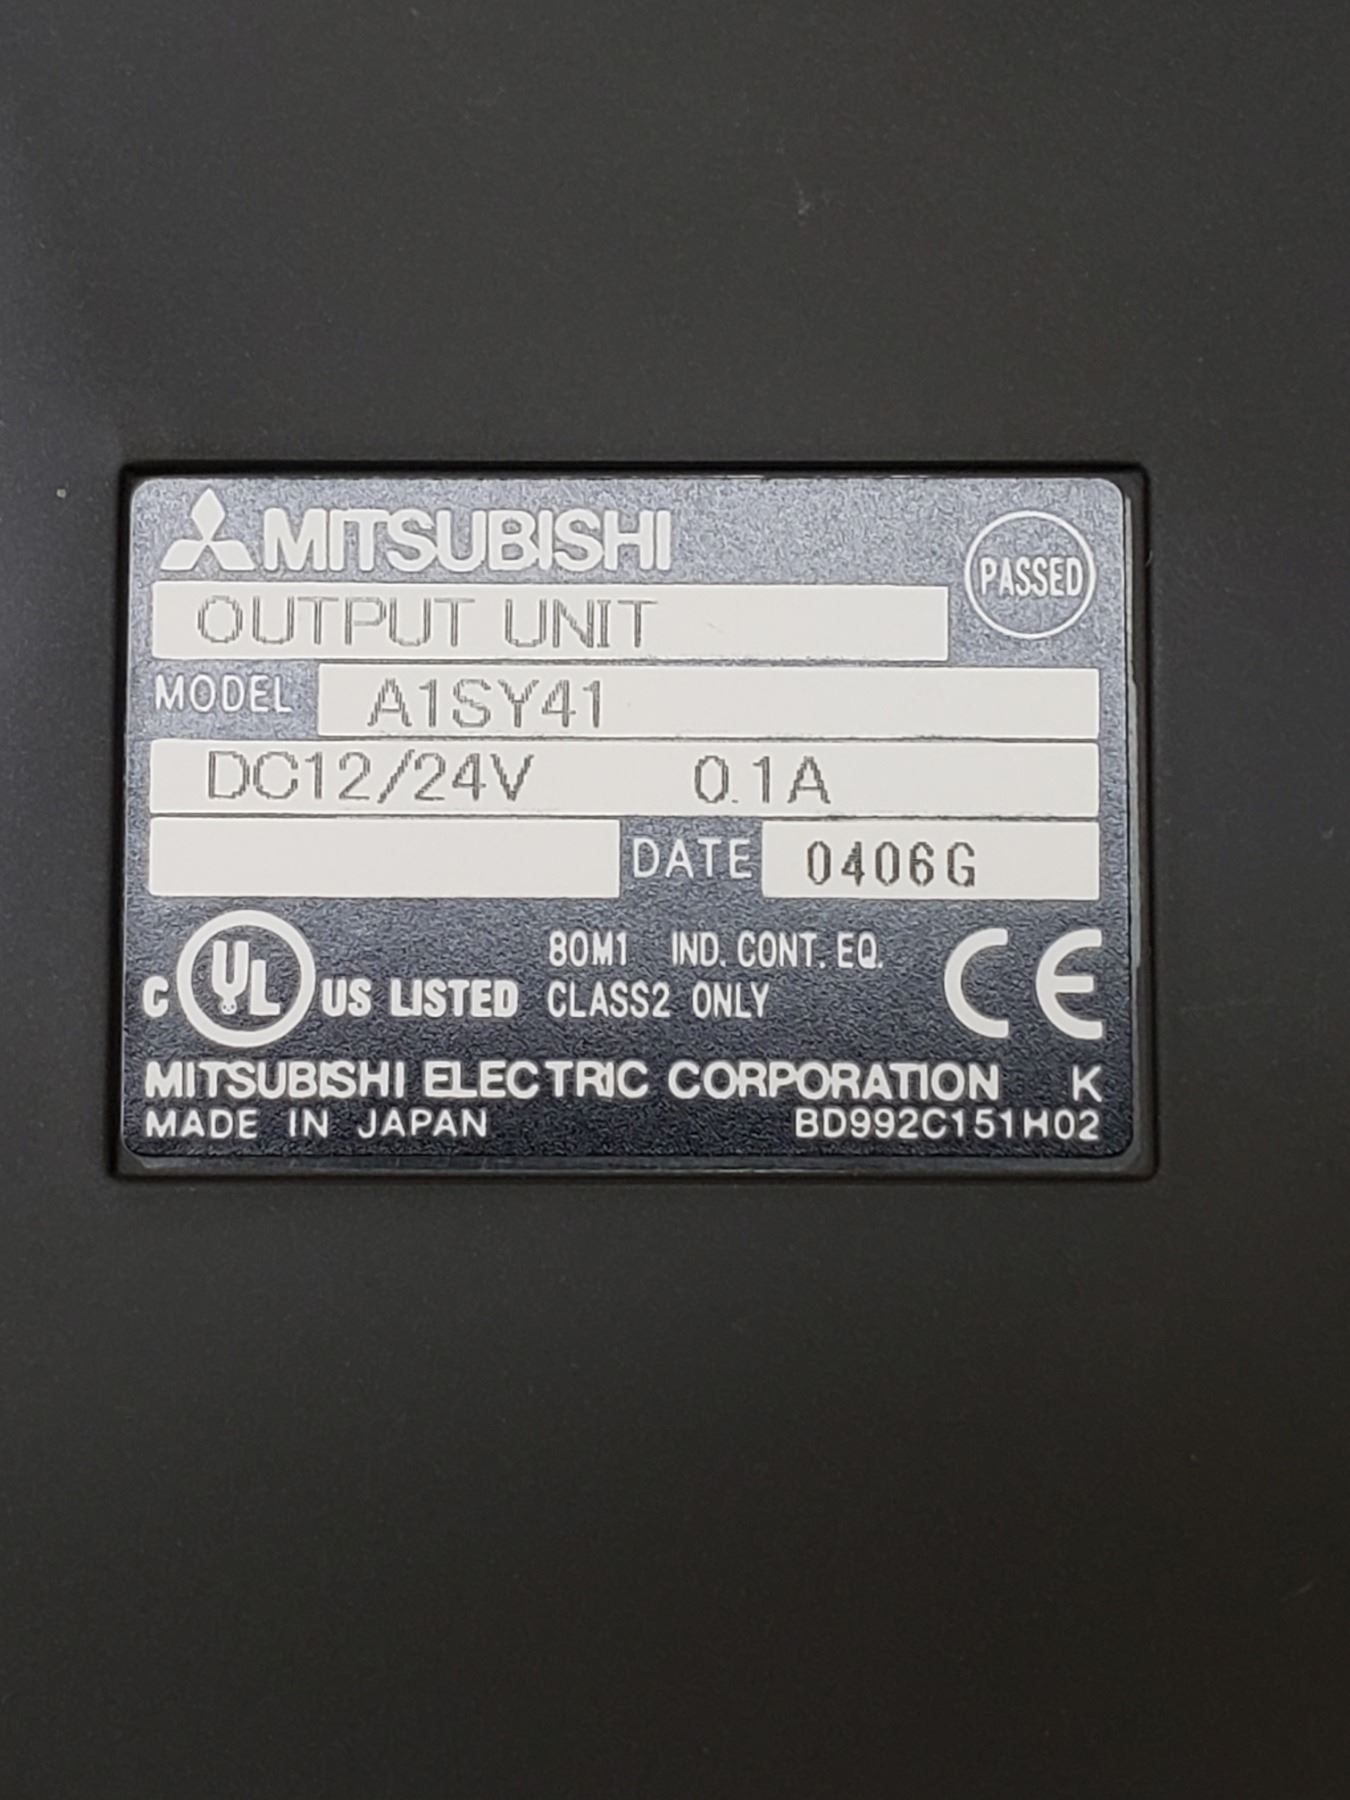 MITSUBISHI
PASSED
OUTPUT UNIT
MODEL A1SY41
DC12/24V 0.1A
DATE 0406G
C UL US LISTED 80M1 IND. CONT. EQ.
CLASS2 ONLY CE
MITSUBISHI ELECTRIC CORPORATION K
MADE IN JAPAN BD992C151H02